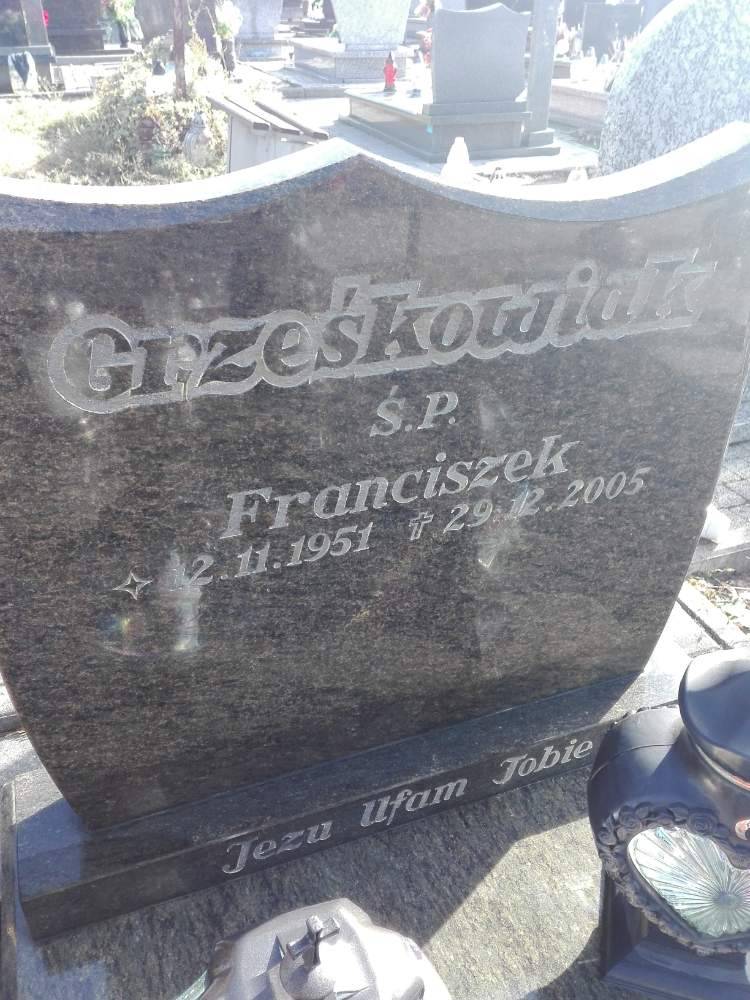 Grześkowiak
Ś.P.
Franciszek
12.11.1951 29.12.2005
Jezu Ufam Tobie